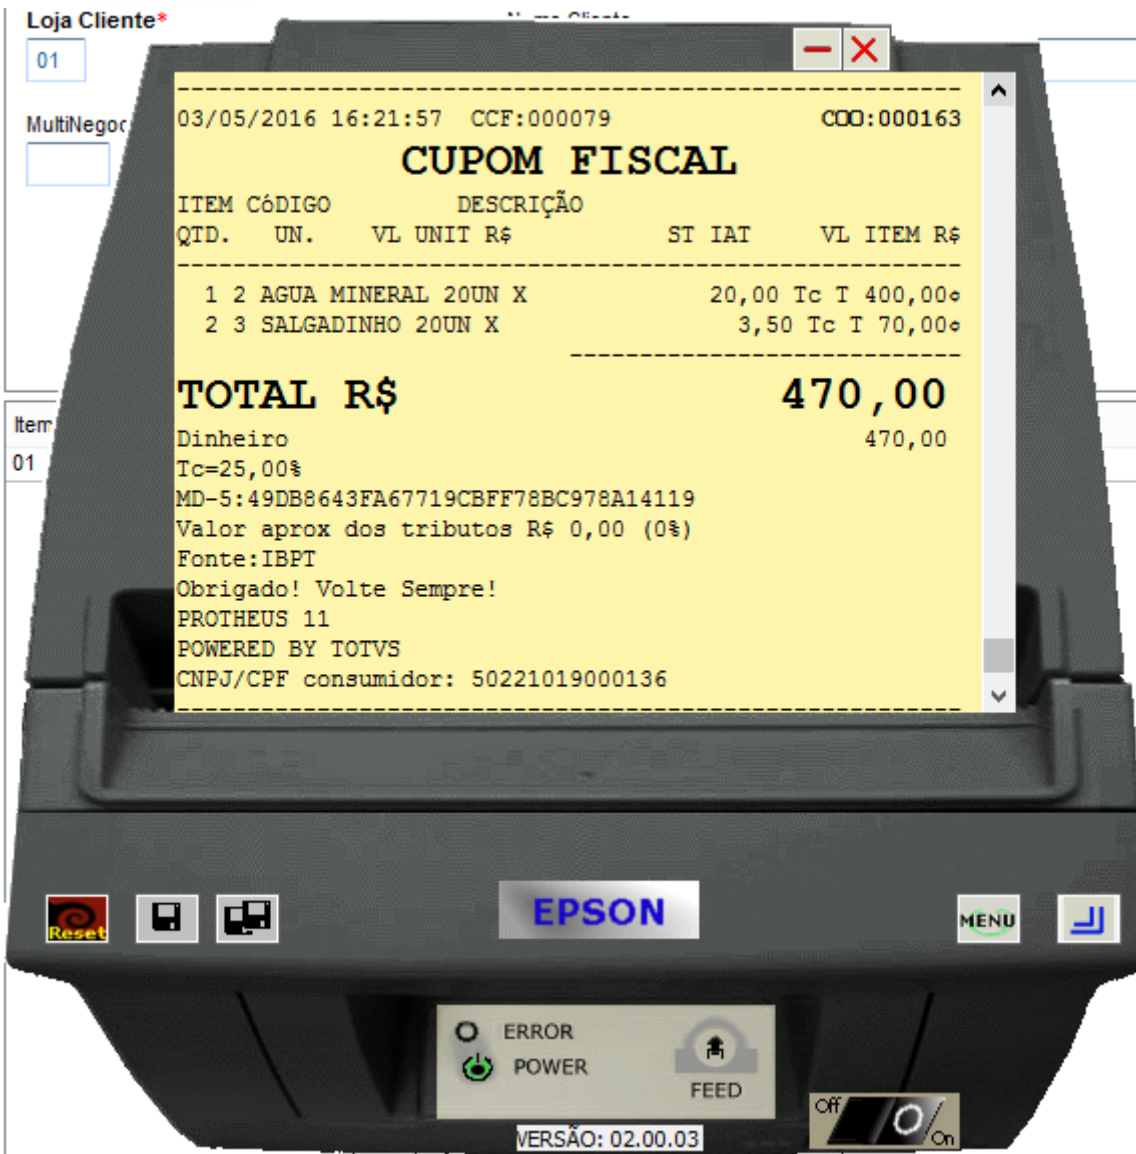 Loja Cliente*
01
MultiNegoc
03/05/2016 16:21:57 CCF:000079 COO:000163
CUPOM FISCAL
ITEM CóDIGO DESCRIÇÃO
QTD. UN. VL UNIT R$ ST IAT VL ITEM R$
1 2 AGUA MINERAL 20UN X 20,00 Tc T 400,00¢
2 3 SALGADINHO 20UN X 3,50 Tc T 70,00¢
TOTAL R$ 470,00
Dinheiro 470,00
Tc=25,00%
MD-5:49DB8643FA67719CBFF78BC978A14119
Valor aprox dos tributos R$ 0,00 (0%)
Fonte:IBPT
Obrigado! Volte Sempre!
PROTHEUS 11
POWERED BY TOTVS
CNPJ/CPF consumidor: 50221019000136
Item
01
Reset
EPSON
MENU
ERROR
POWER
FEED
Off
On
VERSÃO: 02.00.03